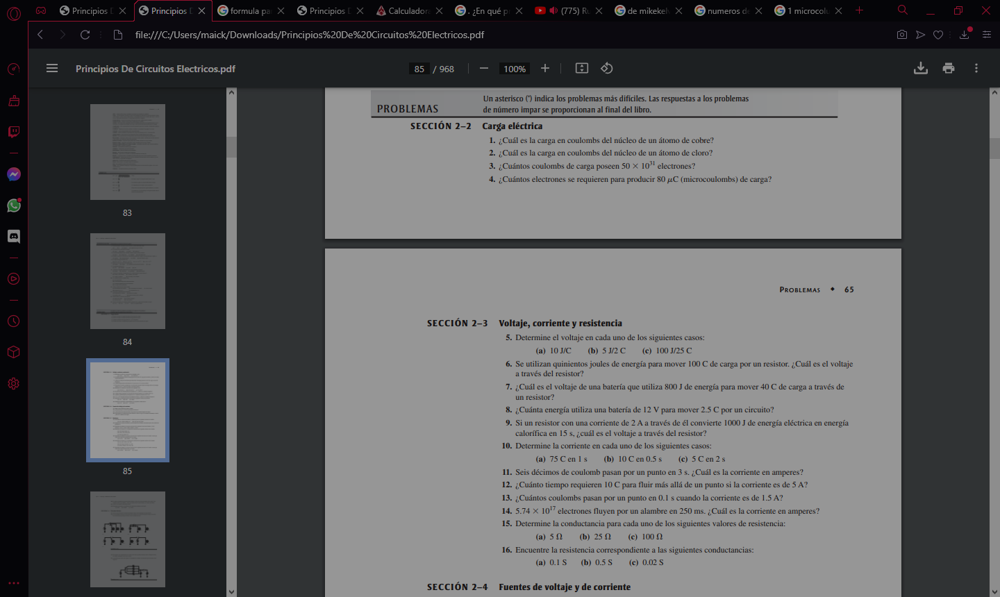 Principios D
Principios D
formula pa
Principios D
Calculadora
. ¿En qué p
(775) Ru
de mikekel
numeros de
1 microcolu
file:///C:/Users/maick/Downloads/Principios%20De%20Circuitos%20Electricos.pdf
Principios De Circuitos Electricos.pdf
85 / 968
100%
83
84
85
PROBLEMAS
Un asterisco (*) indica los problemas más difíciles. Las respuestas a los problemas
de número impar se proporcionan al final del libro.
SECCIÓN 2–2 Carga eléctrica
1. ¿Cuál es la carga en coulombs del núcleo de un átomo de cobre?
2. ¿Cuál es la carga en coulombs del núcleo de un átomo de cloro?
3. ¿Cuántos coulombs de carga poseen 50 × 10³¹ electrones?
4. ¿Cuántos electrones se requieren para producir 80 μC (microcoulombs) de carga?
PROBLEMAS ◆ 65
SECCIÓN 2–3 Voltaje, corriente y resistencia
5. Determine el voltaje en cada uno de los siguientes casos:
(a) 10 J/C (b) 5 J/2 C (c) 100 J/25 C
6. Se utilizan quinientos joules de energía para mover 100 C de carga por un resistor. ¿Cuál es el voltaje
a través del resistor?
7. ¿Cuál es el voltaje de una batería que utiliza 800 J de energía para mover 40 C de carga a través de
un resistor?
8. ¿Cuánta energía utiliza una batería de 12 V para mover 2.5 C por un circuito?
9. Si un resistor con una corriente de 2 A a través de él convierte 1000 J de energía eléctrica en energía
calorífica en 15 s, ¿cuál es el voltaje a través del resistor?
10. Determine la corriente en cada uno de los siguientes casos:
(a) 75 C en 1 s (b) 10 C en 0.5 s (c) 5 C en 2 s
11. Seis décimos de coulomb pasan por un punto en 3 s. ¿Cuál es la corriente en amperes?
12. ¿Cuánto tiempo requieren 10 C para fluir más allá de un punto si la corriente es de 5 A?
13. ¿Cuántos coulombs pasan por un punto en 0.1 s cuando la corriente es de 1.5 A?
14. 5.74 × 10¹⁷ electrones fluyen por un alambre en 250 ms. ¿Cuál es la corriente en amperes?
15. Determine la conductancia para cada uno de los siguientes valores de resistencia:
(a) 5 Ω (b) 25 Ω (c) 100 Ω
16. Encuentre la resistencia correspondiente a las siguientes conductancias:
(a) 0.1 S (b) 0.5 S (c) 0.02 S
SECCIÓN 2–4 Fuentes de voltaje y de corriente